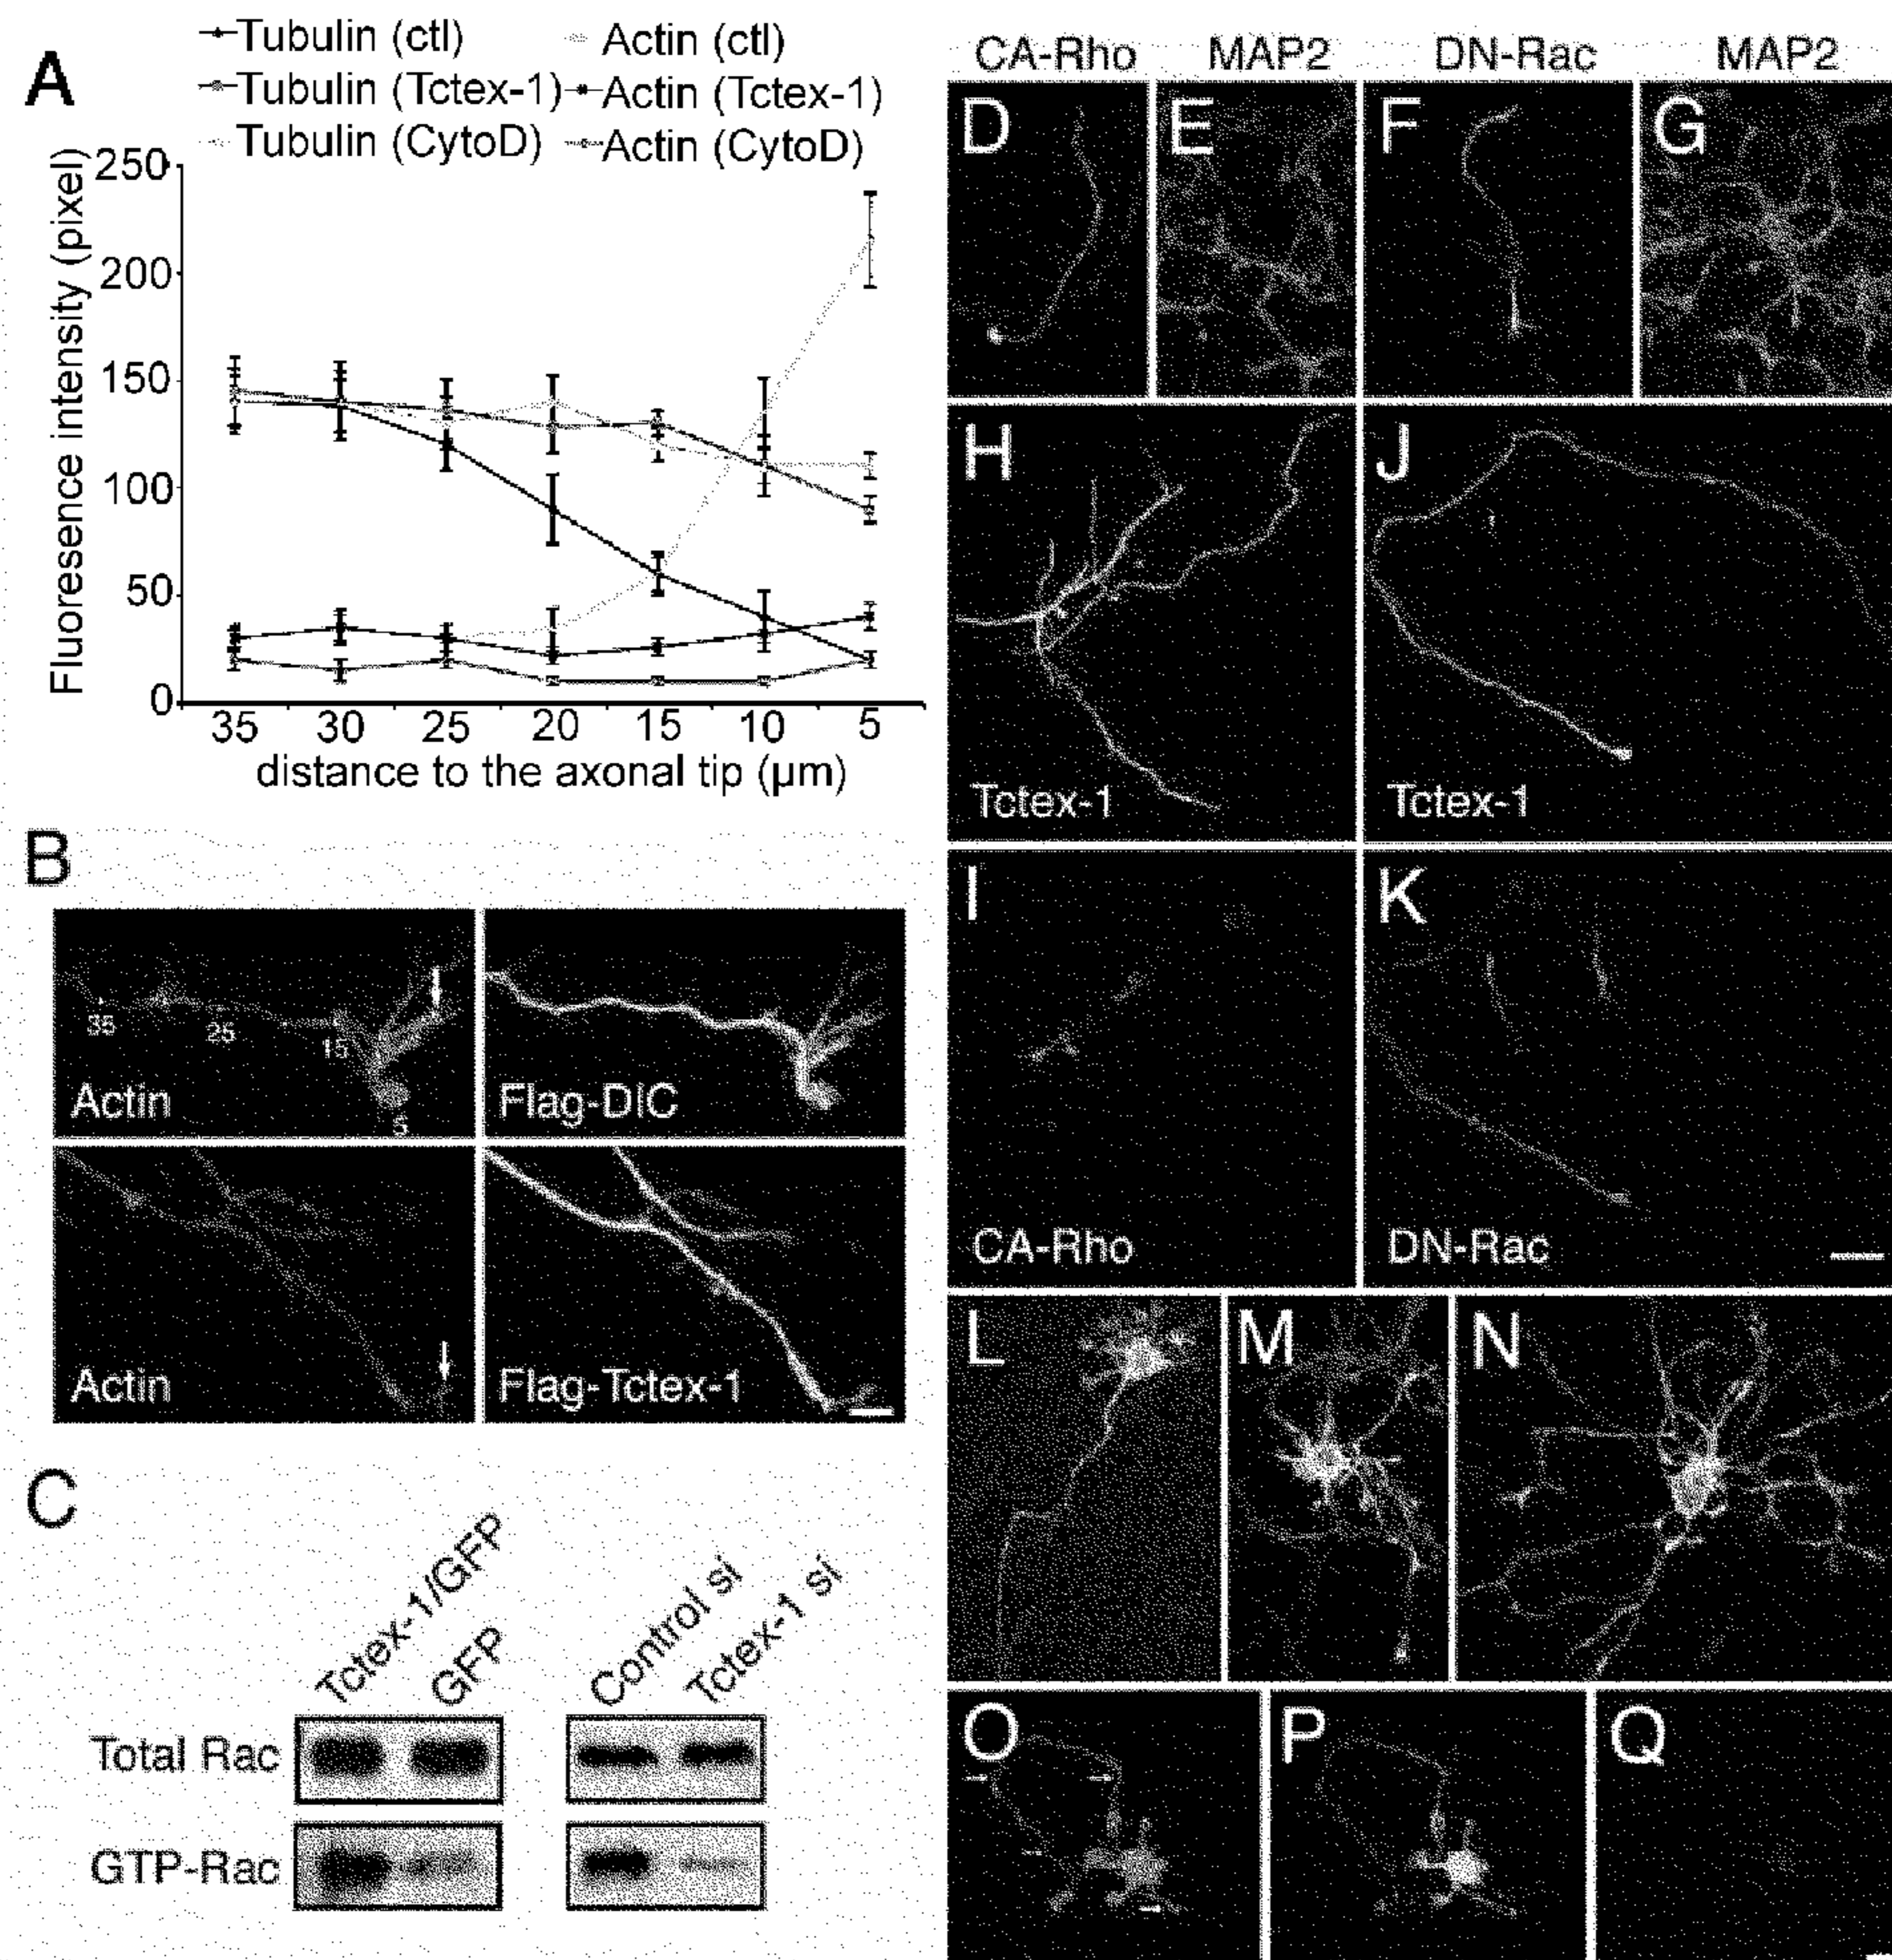 A
Tubulin (ctl) Actin (ctl)
Tubulin (Tctex-1) Actin (Tctex-1)
Tubulin (CytoD) Actin (CytoD)
Fluoresence intensity (pixel)
250
200
150
100
50
0
35 30 25 20 15 10 5
distance to the axonal tip (µm)
B
35 25 15 5
Actin
Flag-DIC
Actin
Flag-Tctex-1
C
Tctex-1/GFP
GFP
Control si
Tctex-1 si
Total Rac
GTP-Rac
CA-Rho MAP2 DN-Rac MAP2
D E F G
H J
Tctex-1 Tctex-1
I K
CA-Rho DN-Rac
L M N
O P Q